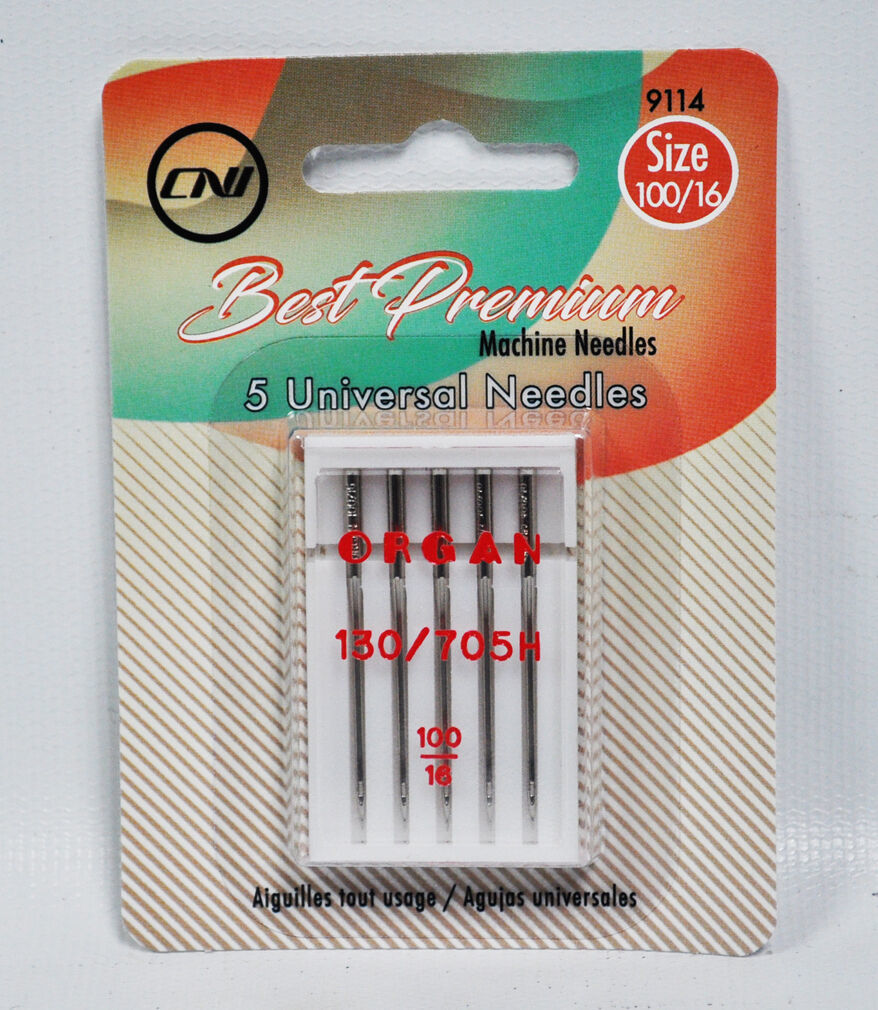 CNI
9114
Size
100/16
Best Premium
Machine Needles
5 Universal Needles
ORGAN
130/705H
100
16
Aiguilles tout usage / Agujas universales